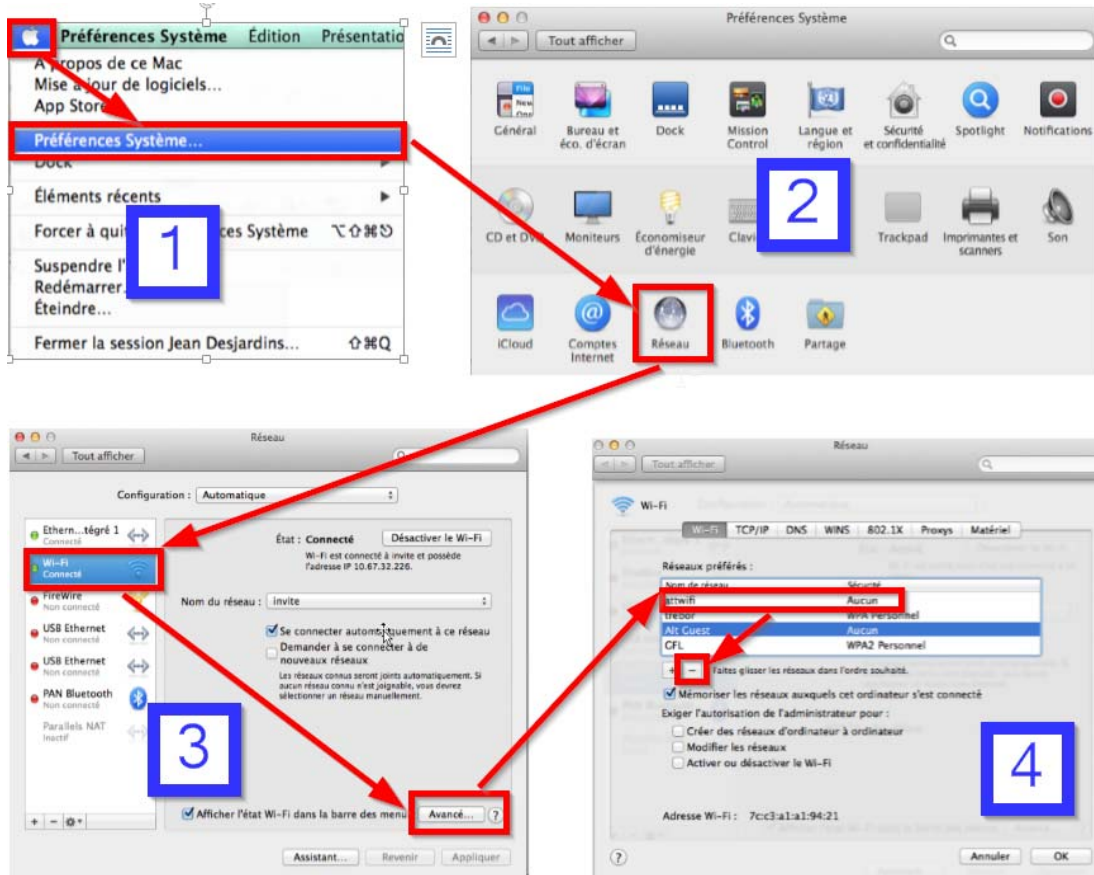 Préférences Système Édition Présentatio
À propos de ce Mac
Mise à jour de logiciels...
App Store
Préférences Système...
Dock
Éléments récents
Forcer à quit ces Système ⌥⇧⌘⎋
Suspendre l'
Redémarrer.
Éteindre...
Fermer la session Jean Desjardins... ⇧⌘Q
1
Préférences Système
Tout afficher
Général
Bureau et éco. d'écran
Dock
Mission Control
Langue et région
Sécurité et confidentialité
Spotlight
Notifications
CD et DVD
Moniteurs
Économiseur d'énergie
Clavi
Trackpad
Imprimantes et scanners
Son
iCloud
Comptes Internet
Réseau
Bluetooth
Partage
2
Réseau
Tout afficher
Configuration : Automatique
Ethern...tégré 1
Connecté
Wi-Fi
Connecté
FireWire
Non connecté
USB Ethernet
Non connecté
USB Ethernet
Non connecté
PAN Bluetooth
Non connecté
Parallels NAT
Inactif
État : Connecté Désactiver le Wi-Fi
Wi-Fi est connecté à invite et possède
l'adresse IP 10.67.32.226.
Nom du réseau : invite
Se connecter automatiquement à ce réseau
Demander à se connecter à de
nouveaux réseaux
Les réseaux connus seront joints automatiquement. Si
aucun réseau connu n'est joignable, vous devrez
sélectionner un réseau manuellement.
Afficher l'état Wi-Fi dans la barre des menu Avancé... ?
Assistant... Revenir Appliquer
3
Réseau
Tout afficher
Wi-Fi
Wi-Fi TCP/IP DNS WINS 802.1X Proxys Matériel
Réseaux préférés :
Nom de réseau Sécurité
attwifi Aucun
trebor WPA Personnel
Alt Guest Aucun
CFL WPA2 Personnel
+ - Faites glisser les réseaux dans l'ordre souhaité.
Mémoriser les réseaux auxquels cet ordinateur s'est connecté
Exiger l'autorisation de l'administrateur pour :
Créer des réseaux d'ordinateur à ordinateur
Modifier les réseaux
Activer ou désactiver le Wi-Fi
Adresse Wi-Fi : 7c:c3:a1:a1:94:21
? Annuler OK
4